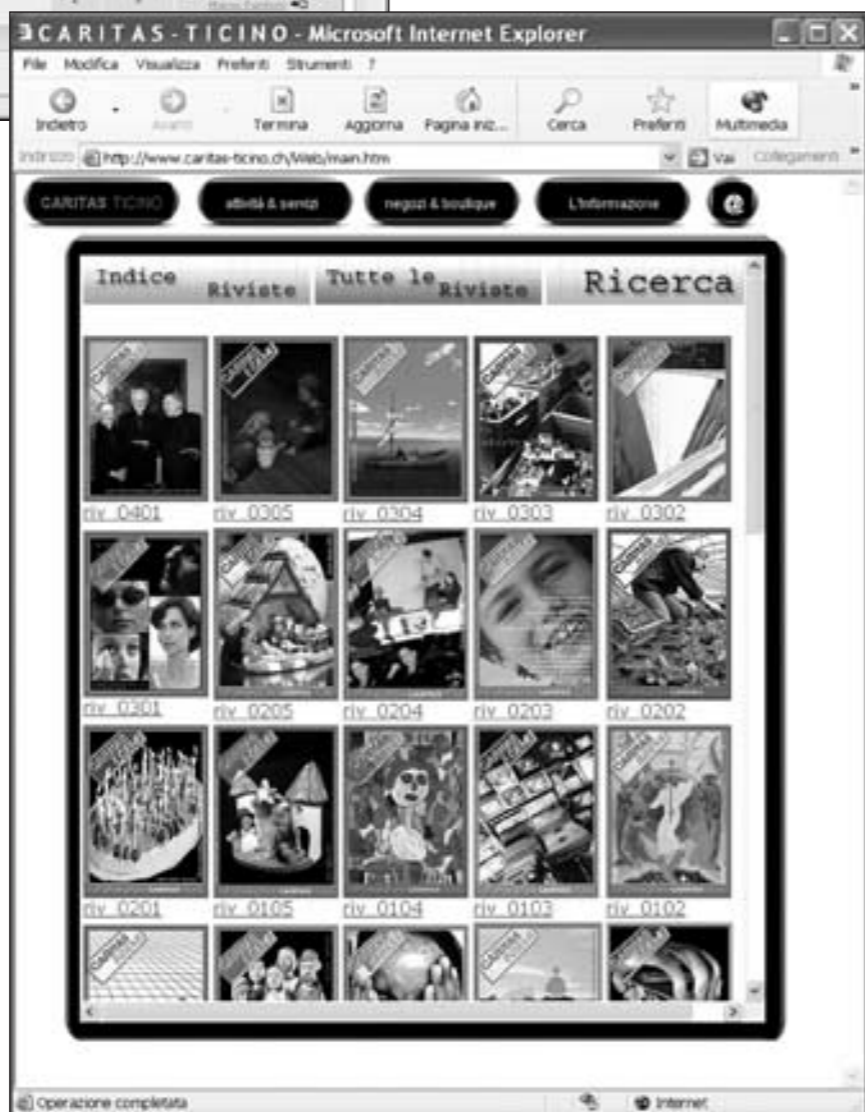 CARITAS-TICINO - Microsoft Internet Explorer
File Modifica Visualizza Preferiti Strumenti ?
Indietro Avanti Termina Aggiorna Pagina iniz... Cerca Preferiti Multimedia
Indirizzo http://www.caritas-ticino.ch/Web/main.htm Vai Collegamenti »
CARITAS TICINO attività & servizi negozi & boutique L'Informazione @
Indice Riviste Tutte le Riviste Ricerca
riv_0401 riv_0305 riv_0304 riv_0303 riv_0302
riv_0301 riv_0205 riv_0204 riv_0203 riv_0202
riv_0201 riv_0105 riv_0104 riv_0103 riv_0102
Operazione completata Internet